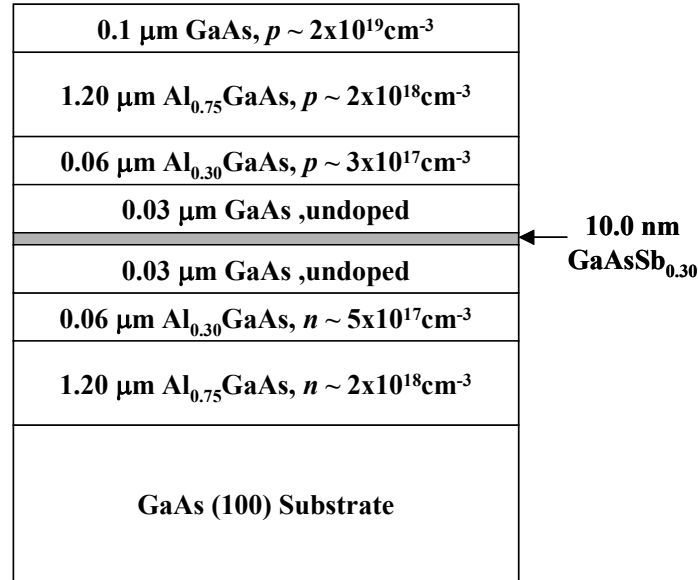 0.1 μm GaAs, p ~ 2x10¹⁹cm⁻³
1.20 μm Al₀.₇₅GaAs, p ~ 2x10¹⁸cm⁻³
0.06 μm Al₀.₃₀GaAs, p ~ 3x10¹⁷cm⁻³
0.03 μm GaAs ,undoped
10.0 nm
GaAsSb₀.₃₀
0.03 μm GaAs ,undoped
0.06 μm Al₀.₃₀GaAs, n ~ 5x10¹⁷cm⁻³
1.20 μm Al₀.₇₅GaAs, n ~ 2x10¹⁸cm⁻³
GaAs (100) Substrate